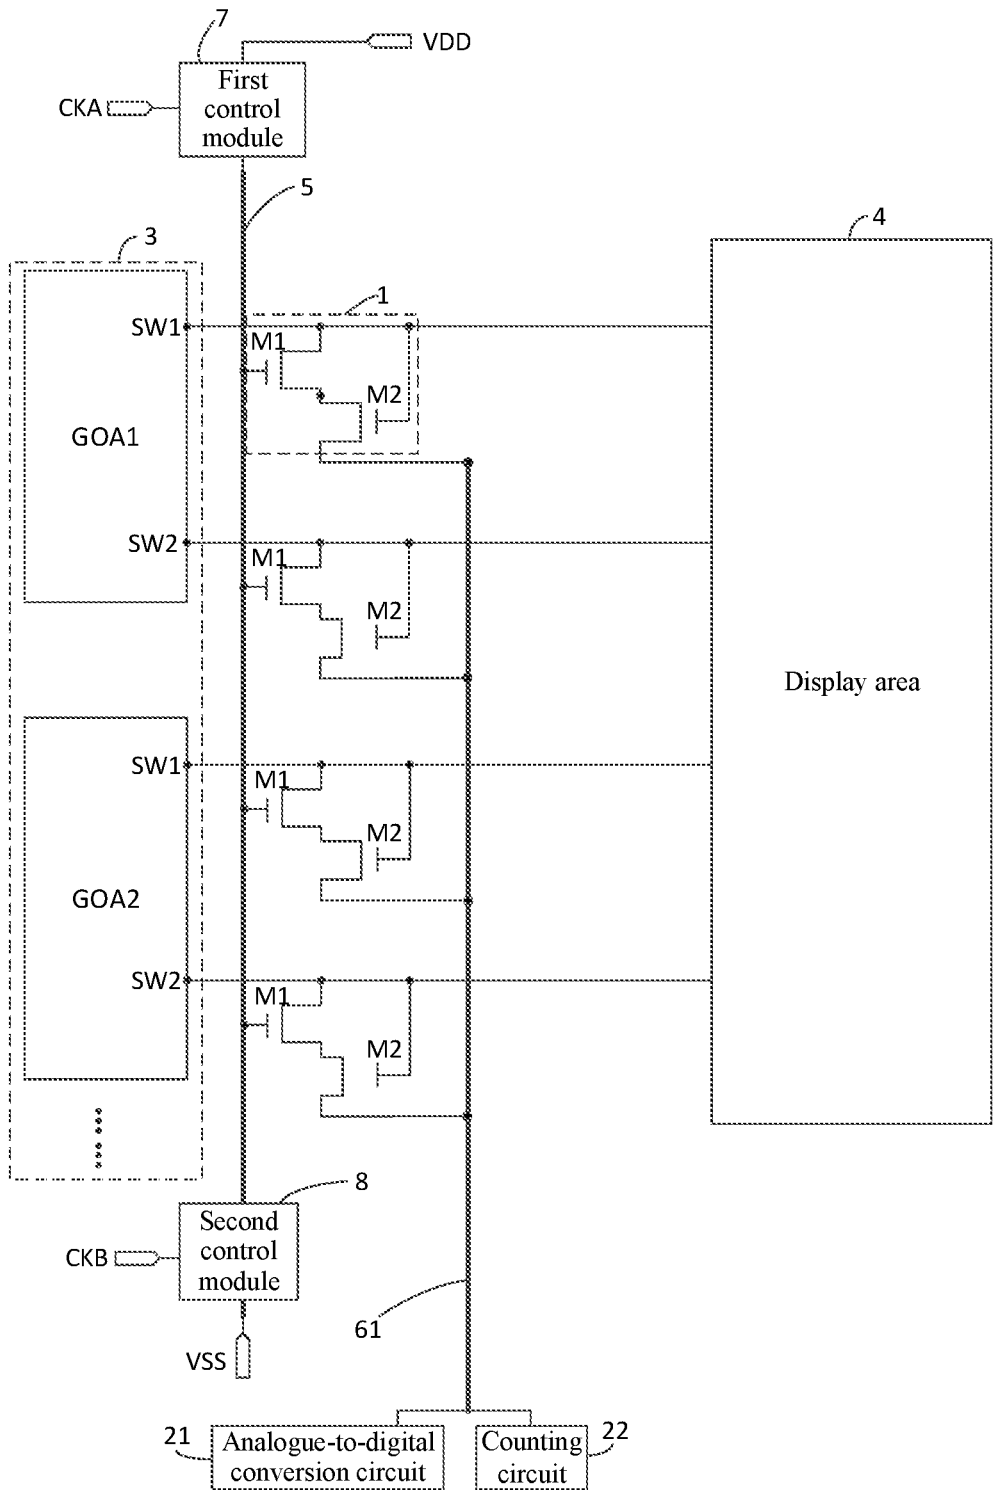 7
VDD
First
control
module
CKA
5
4
3
1
SW1
M1
M2
GOA1
SW2
M1
M2
Display area
SW1
M1
M2
GOA2
SW2
M1
M2
8
Second
control
module
CKB
61
VSS
21
Analogue-to-digital
conversion circuit
Counting
circuit
22